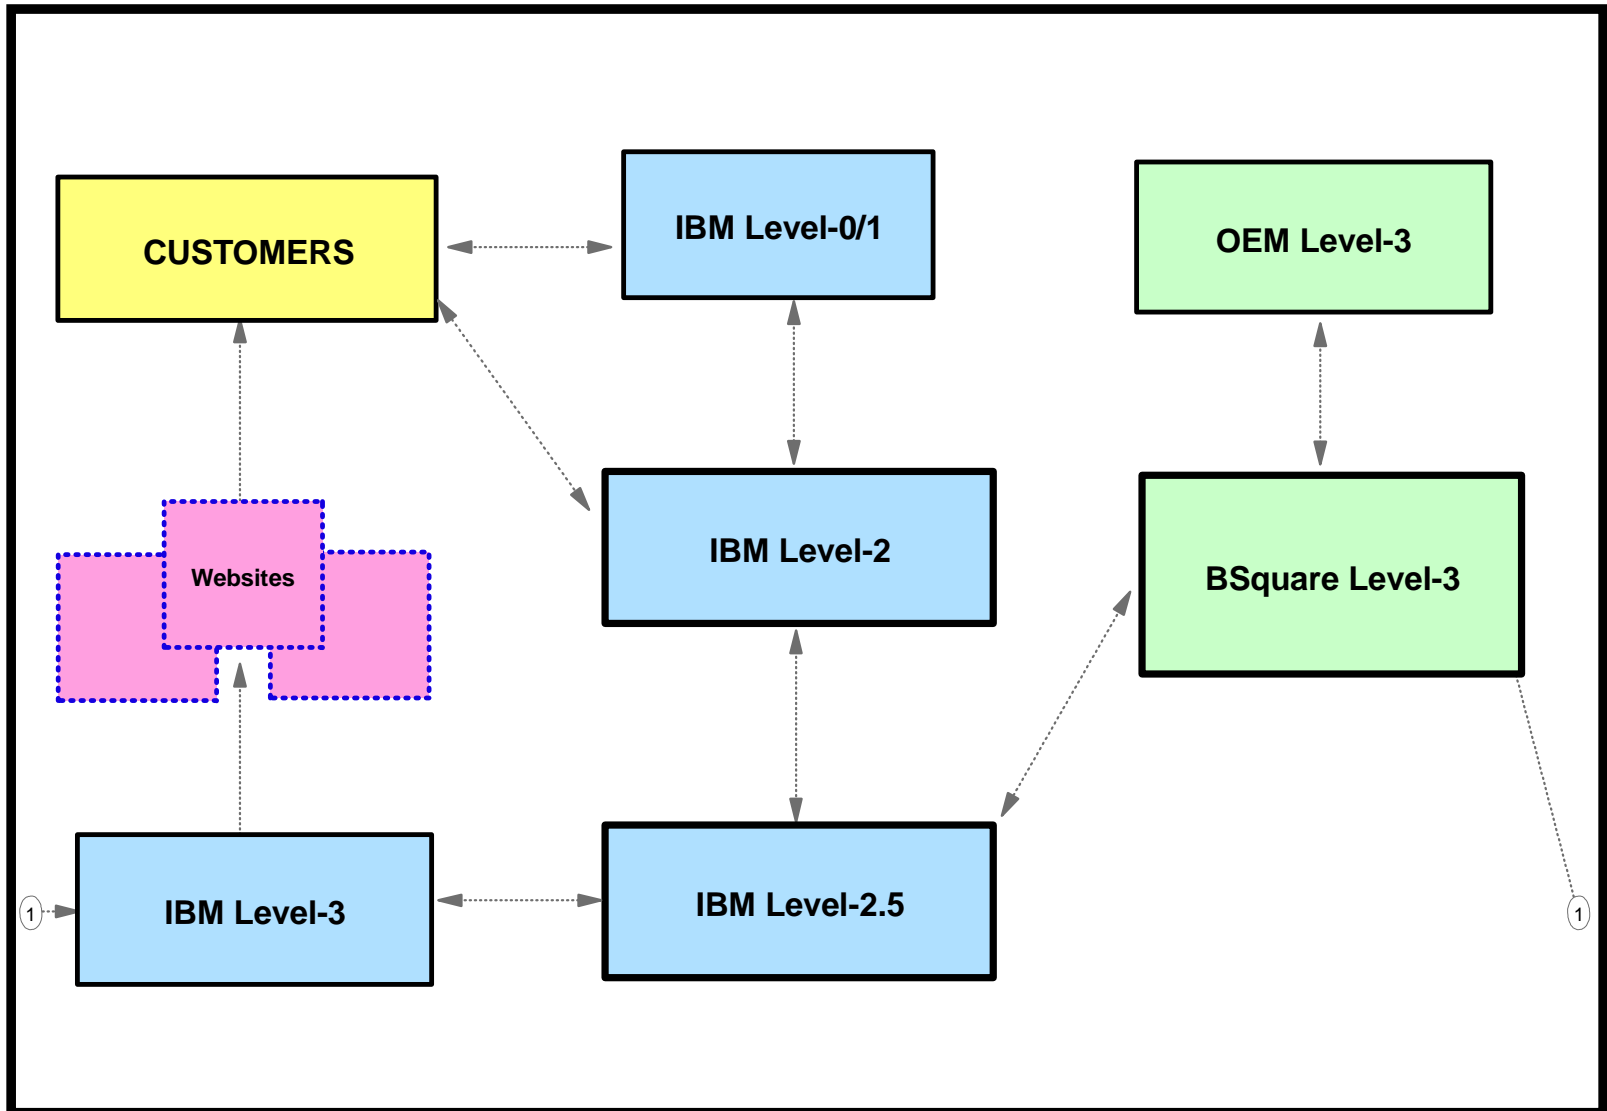 IBM Level-0/1
CUSTOMERS
OEM Level-3
IBM Level-2
Websites
BSquare Level-3
IBM Level-3
IBM Level-2.5
1
1